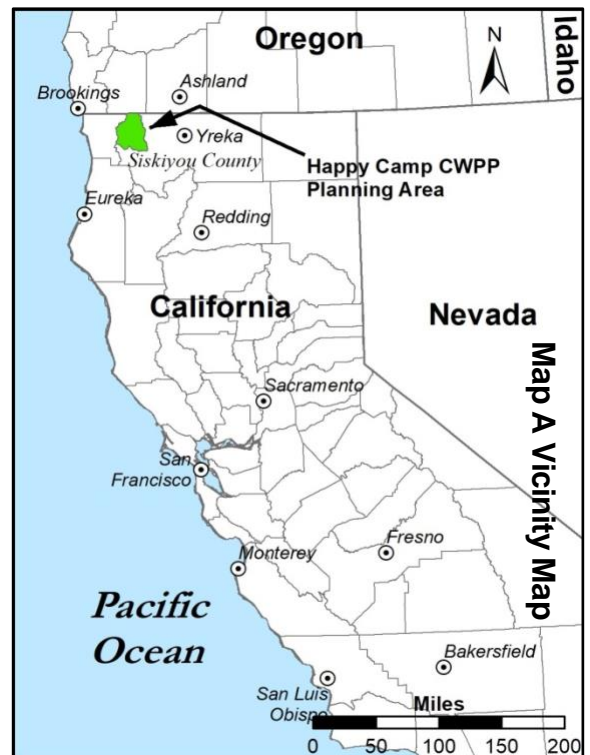 Oregon
Idaho
N
Ashland
Brookings
Yreka
Siskiyou County
Happy Camp CWPP
Planning Area
Eureka
Redding
California
Nevada
Map A Vicinity Map
Sacramento
San
Francisco
Fresno
Monterey
Pacific
Ocean
Bakersfield
San Luis
Obispo
Miles
0 50 100 150 200